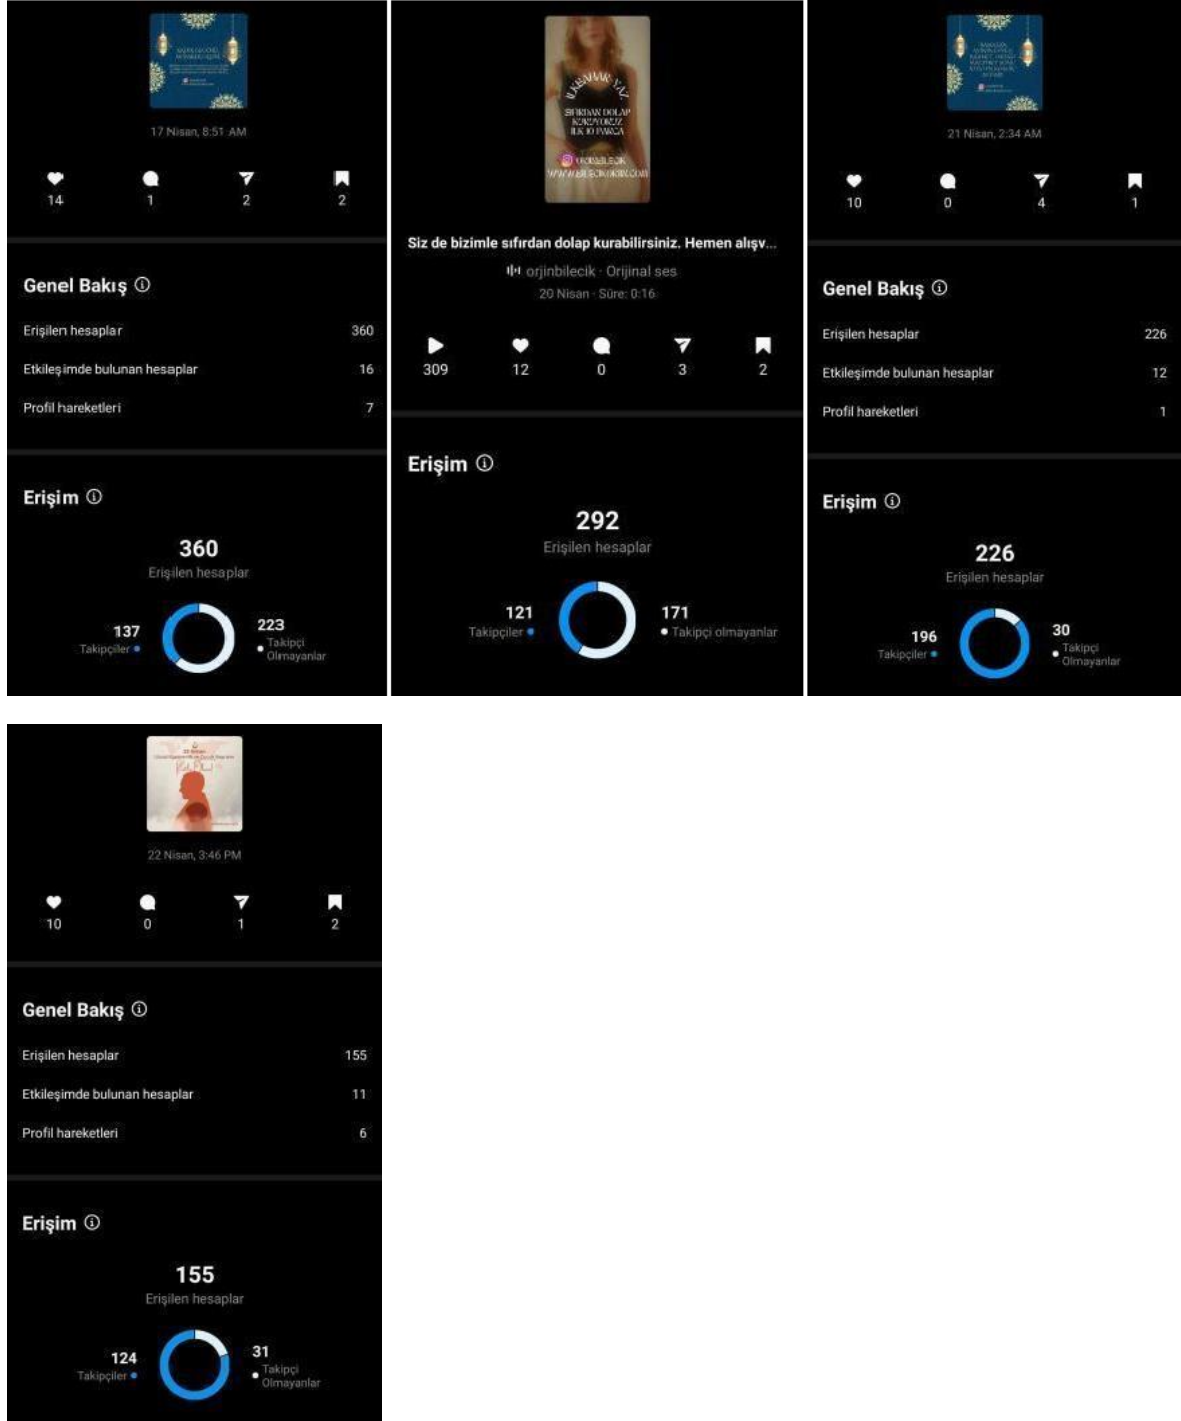 17 Nisan, 8:51 AM
14 1 2 2
Genel Bakış
Erişilen hesaplar 360
Etkileşimde bulunan hesaplar 16
Profil hareketleri 7
Erişim
360
Erişilen hesaplar
137 Takipçiler
223 Takipçi Olmayanlar
İLKBAHAR YAZ
SIFIRDAN DOLAP
KURUYORUZ
İLK 10 PARÇA
Siz de bizimle sıfırdan dolap kurabilirsiniz. Hemen alışv...
orjinbilecik · Orijinal ses
20 Nisan · Süre: 0:16
309 12 0 3 2
Erişim
292
Erişilen hesaplar
121 Takipçiler
171 Takipçi olmayanlar
21 Nisan, 2:34 AM
10 0 4 1
Genel Bakış
Erişilen hesaplar 226
Etkileşimde bulunan hesaplar 12
Profil hareketleri 1
Erişim
226
Erişilen hesaplar
196 Takipçiler
30 Takipçi Olmayanlar
22 Nisan, 3:46 PM
10 0 1 2
Genel Bakış
Erişilen hesaplar 155
Etkileşimde bulunan hesaplar 11
Profil hareketleri 6
Erişim
155
Erişilen hesaplar
124 Takipçiler
31 Takipçi Olmayanlar